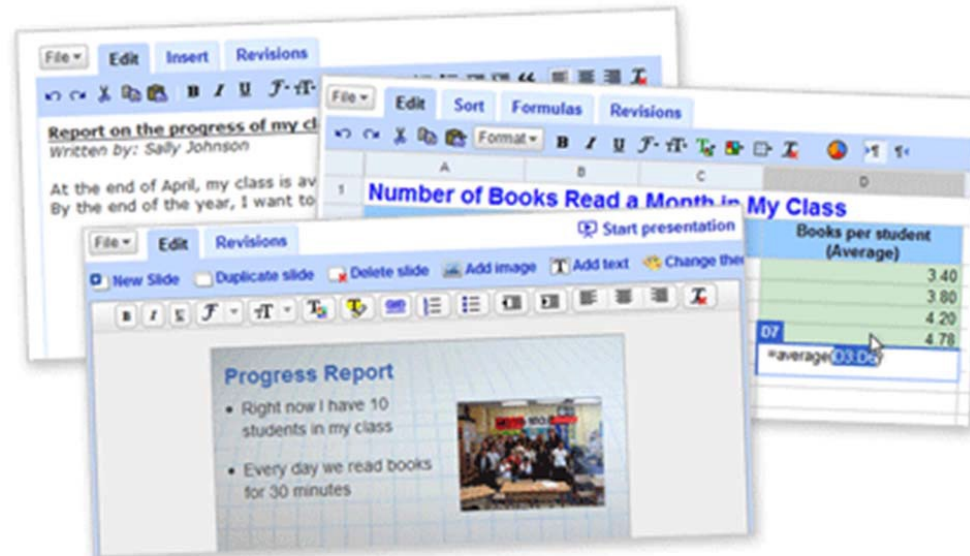 File
Edit
Insert
Revisions
B I U
Report on the progress of my
Written by: Sally Johnson
At the end of April, my class is
By the end of the year, I want to
File
Edit
Sort
Formulas
Revisions
Format
B I U
A B C D
1
Number of Books Read a Month in My Class
Books per student
(Average)
3.40
3.80
4.20
4.78
D7
=average(D3:D6)
File
Edit
Revisions
Start presentation
New Slide
Duplicate slide
Delete slide
Add image
Add text
Change
B I U
Progress Report
• Right now I have 10
students in my class
• Every day we read books
for 30 minutes